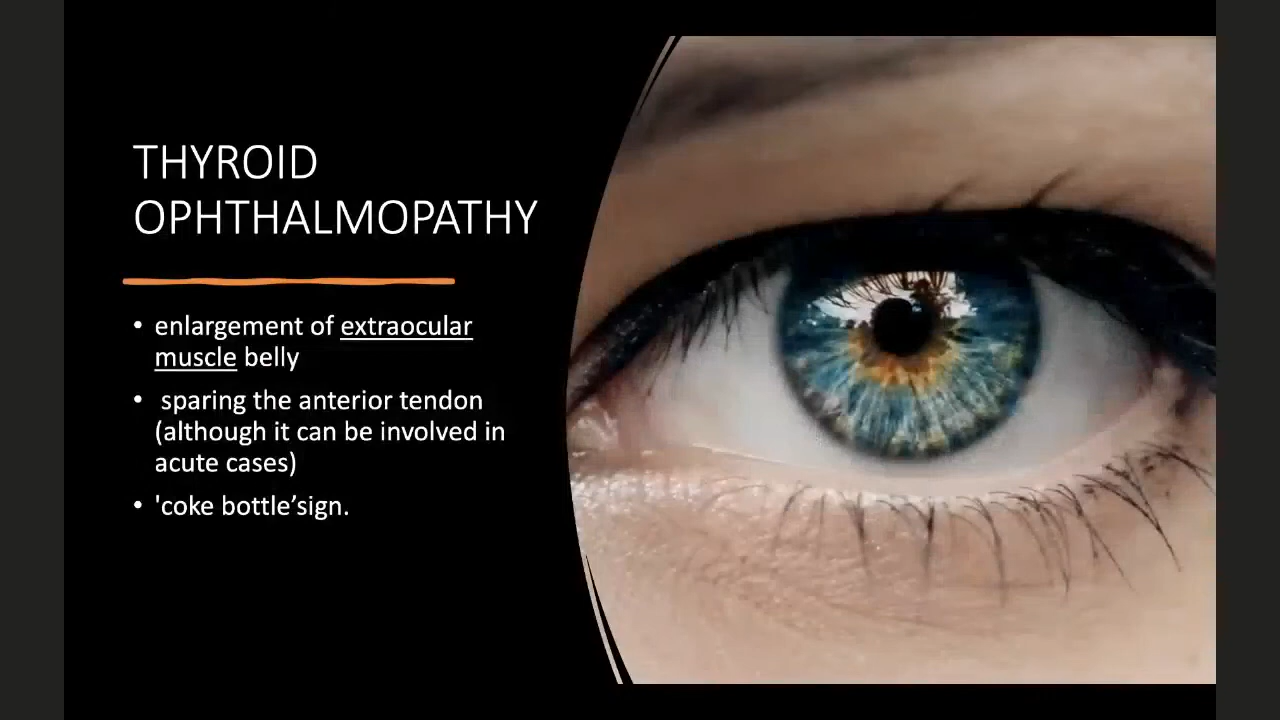 THYROID
OPHTHALMOPATHY
• enlargement of extraocular
muscle belly
• sparing the anterior tendon
(although it can be involved in
acute cases)
• 'coke bottle’sign.